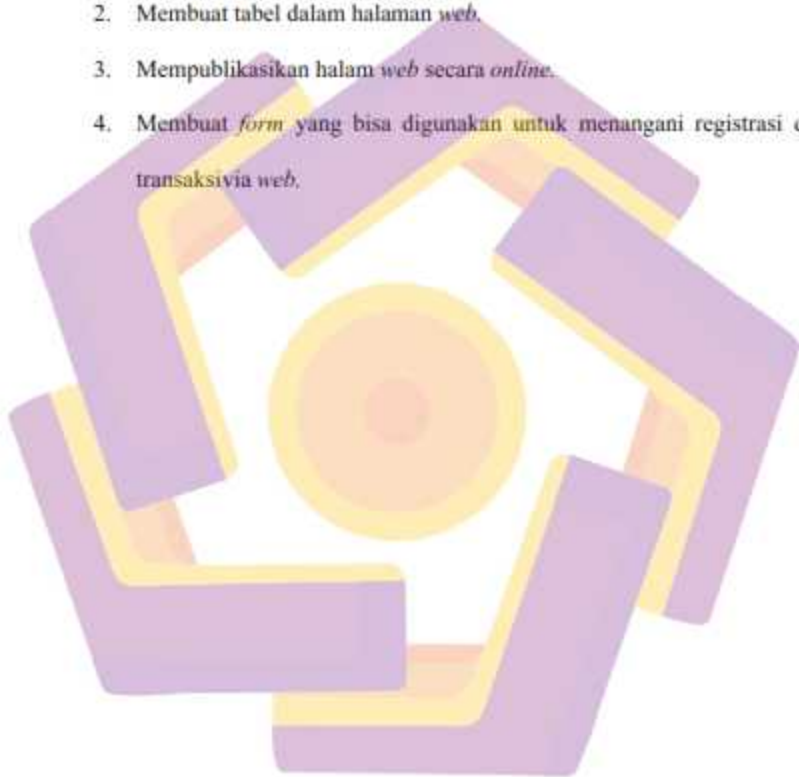 2. Membuat tabel dalam halaman web.
3. Mempublikasikan halam web secara online.
4. Membuat form yang bisa digunakan untuk menangani registrasi
transaksivia web.